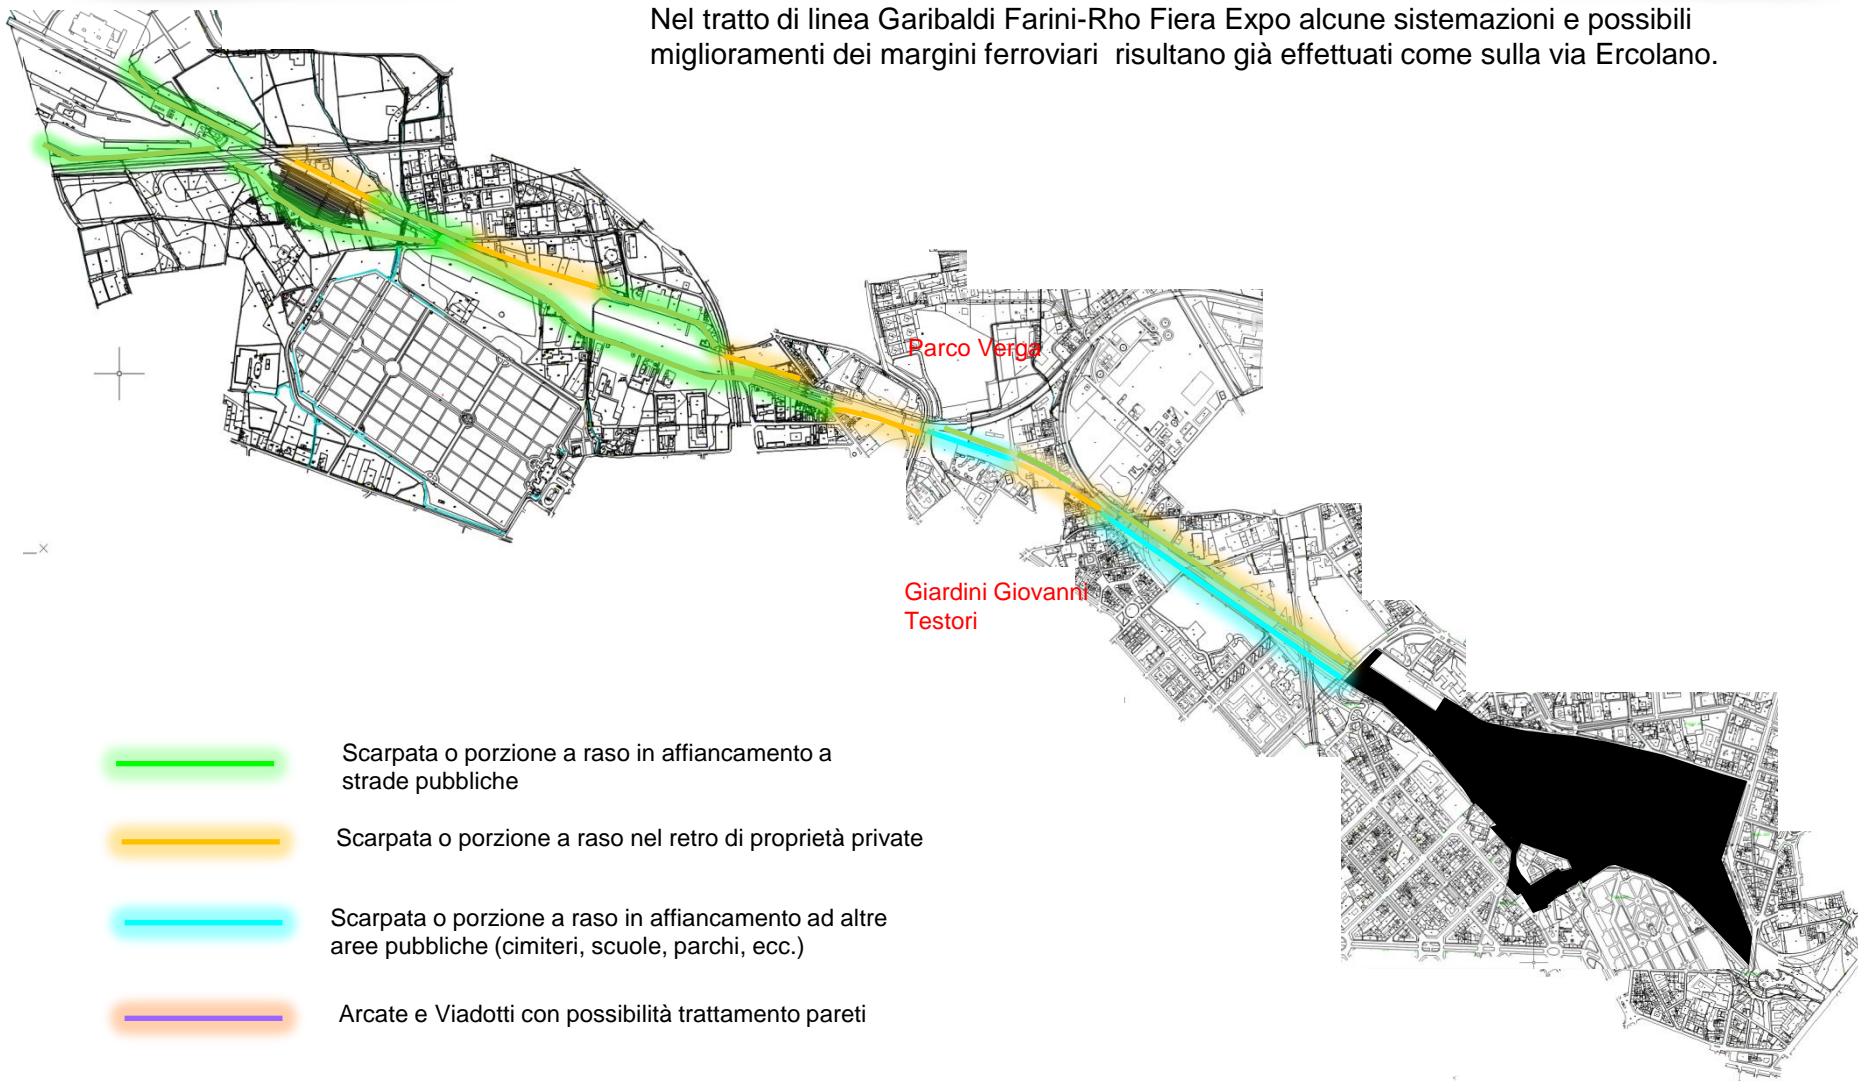 Nel tratto di linea Garibaldi Farini-Rho Fiera Expo alcune sistemazioni e possibili
miglioramenti dei margini ferroviari risultano già effettuati come sulla via Ercolano.
Parco Verga
Giardini Giovanni
Testori
Scarpata o porzione a raso in affiancamento a
strade pubbliche
Scarpata o porzione a raso nel retro di proprietà private
Scarpata o porzione a raso in affiancamento ad altre
aree pubbliche (cimiteri, scuole, parchi, ecc.)
Arcate e Viadotti con possibilità trattamento pareti